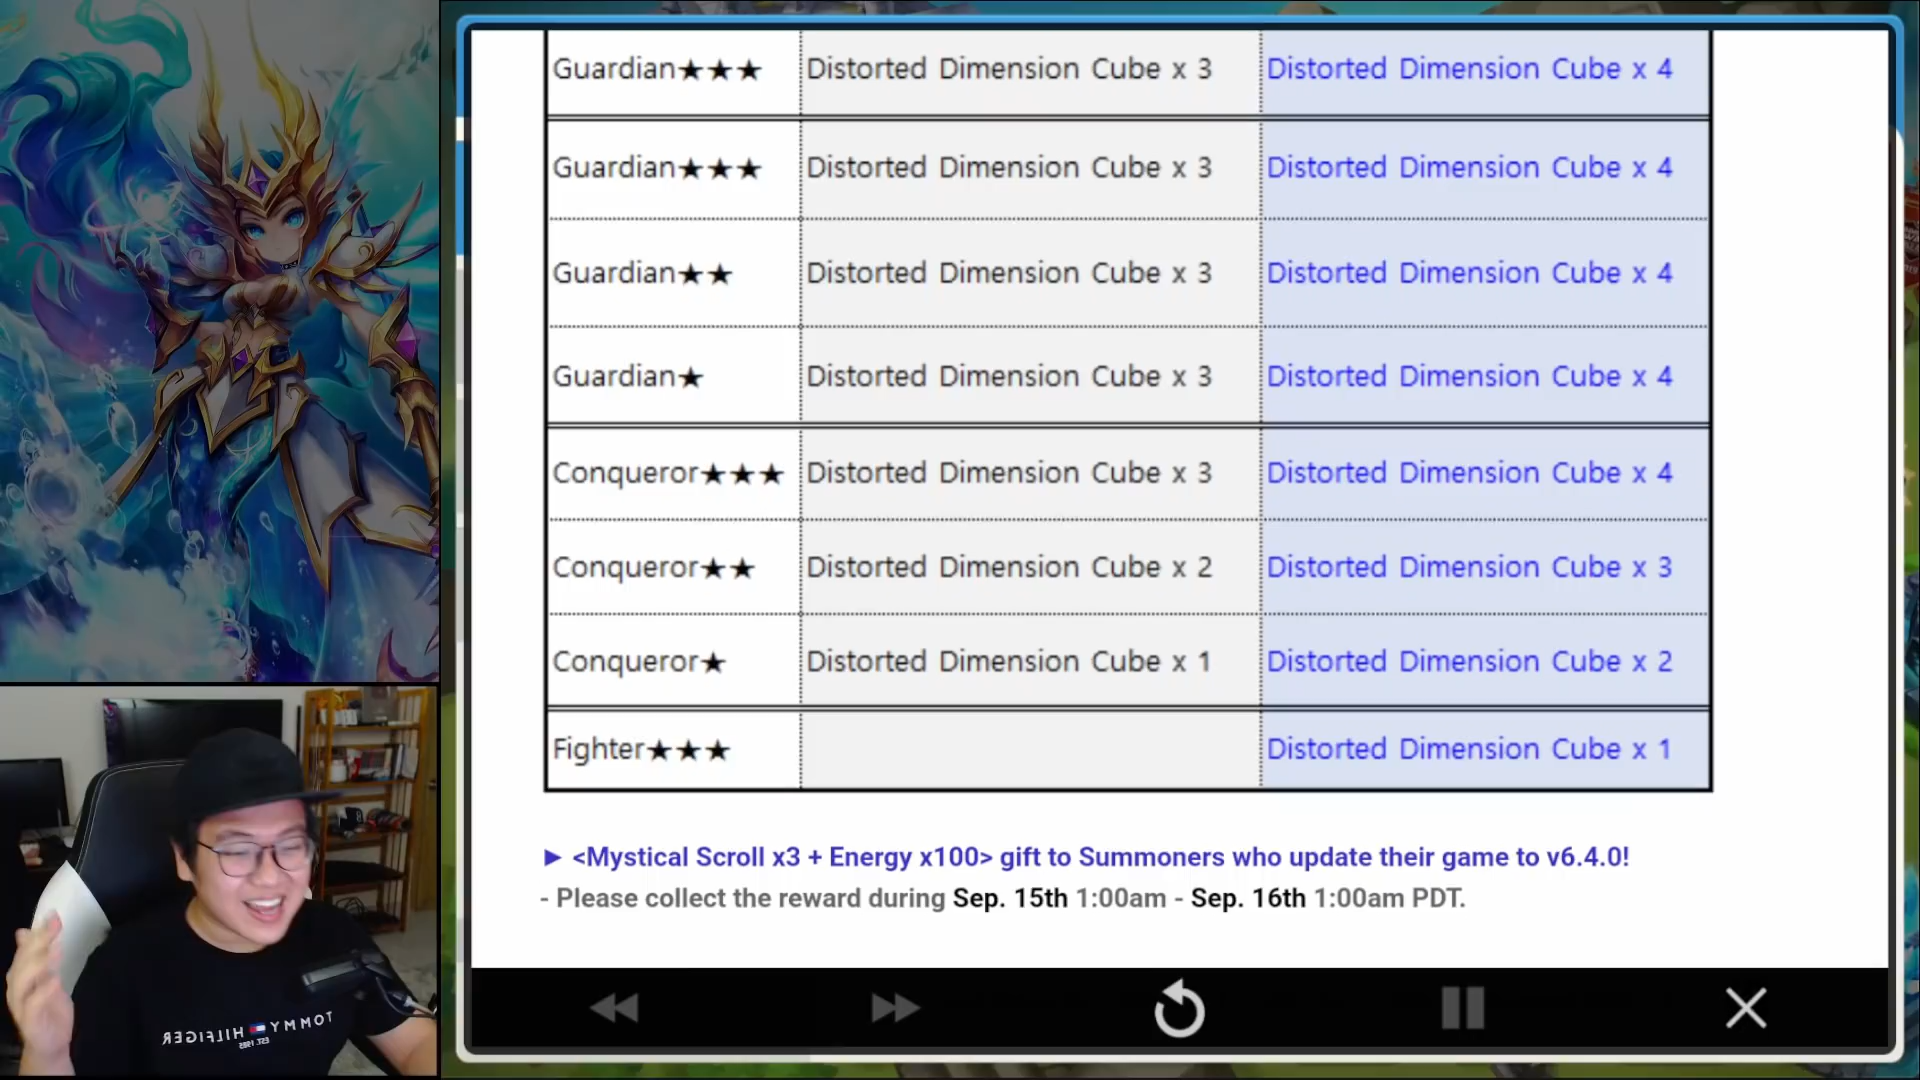 Guardian★★★ Distorted Dimension Cube x 3 Distorted Dimension Cube x 4
Guardian★★★ Distorted Dimension Cube x 3 Distorted Dimension Cube x 4
Guardian★★ Distorted Dimension Cube x 3 Distorted Dimension Cube x 4
Guardian★ Distorted Dimension Cube x 3 Distorted Dimension Cube x 4
Conqueror★★★ Distorted Dimension Cube x 3 Distorted Dimension Cube x 4
Conqueror★★ Distorted Dimension Cube x 2 Distorted Dimension Cube x 3
Conqueror★ Distorted Dimension Cube x 1 Distorted Dimension Cube x 2
Fighter★★★ Distorted Dimension Cube x 1
► <Mystical Scroll x3 + Energy x100> gift to Summoners who update their game to v6.4.0!
- Please collect the reward during Sep. 15th 1:00am - Sep. 16th 1:00am PDT.
TOMMY HILFIGER
EST. 1985